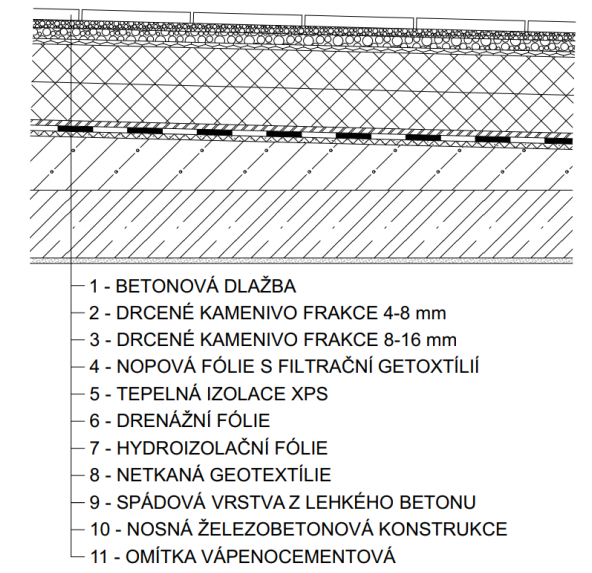 1 - BETONOVÁ DLAŽBA
2 - DRCENÉ KAMENIVO FRAKCE 4-8 mm
3 - DRCENÉ KAMENIVO FRAKCE 8-16 mm
4 - NOPOVÁ FÓLIE S FILTRAČNÍ GETOXTÍLIÍ
5 - TEPELNÁ IZOLACE XPS
6 - DRENÁŽNÍ FÓLIE
7 - HYDROIZOLAČNÍ FÓLIE
8 - NETKANÁ GEOTEXTÍLIE
9 - SPÁDOVÁ VRSTVA Z LEHKÉHO BETONU
10 - NOSNÁ ŽELEZOBETONOVÁ KONSTRUKCE
11 - OMÍTKA VÁPENOCEMENTOVÁ